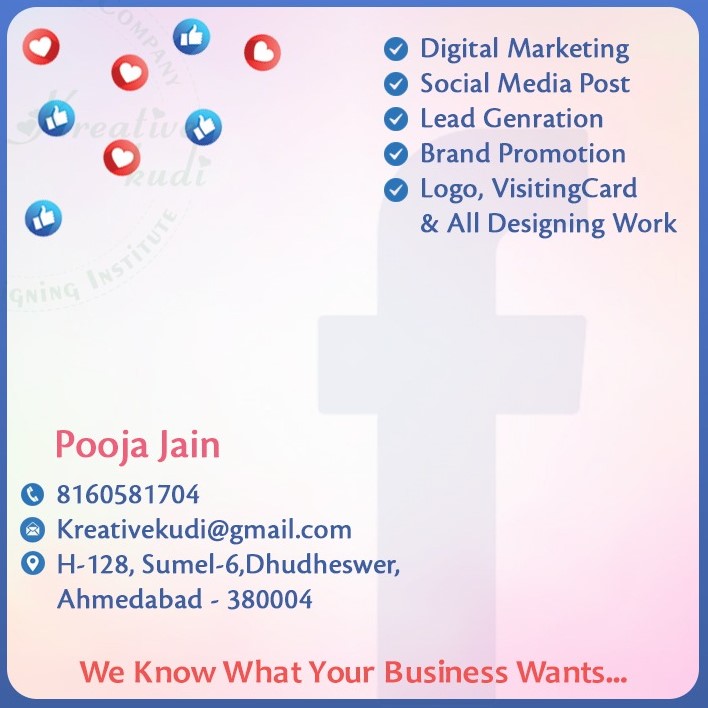 COMPANY
Kreative
kudi
GNING INSTITUTE
Digital Marketing
Social Media Post
Lead Genration
Brand Promotion
Logo, VisitingCard
& All Designing Work
Pooja Jain
8160581704
Kreativekudi@gmail.com
H-128, Sumel-6,Dhudheswer,
Ahmedabad - 380004
We Know What Your Business Wants...